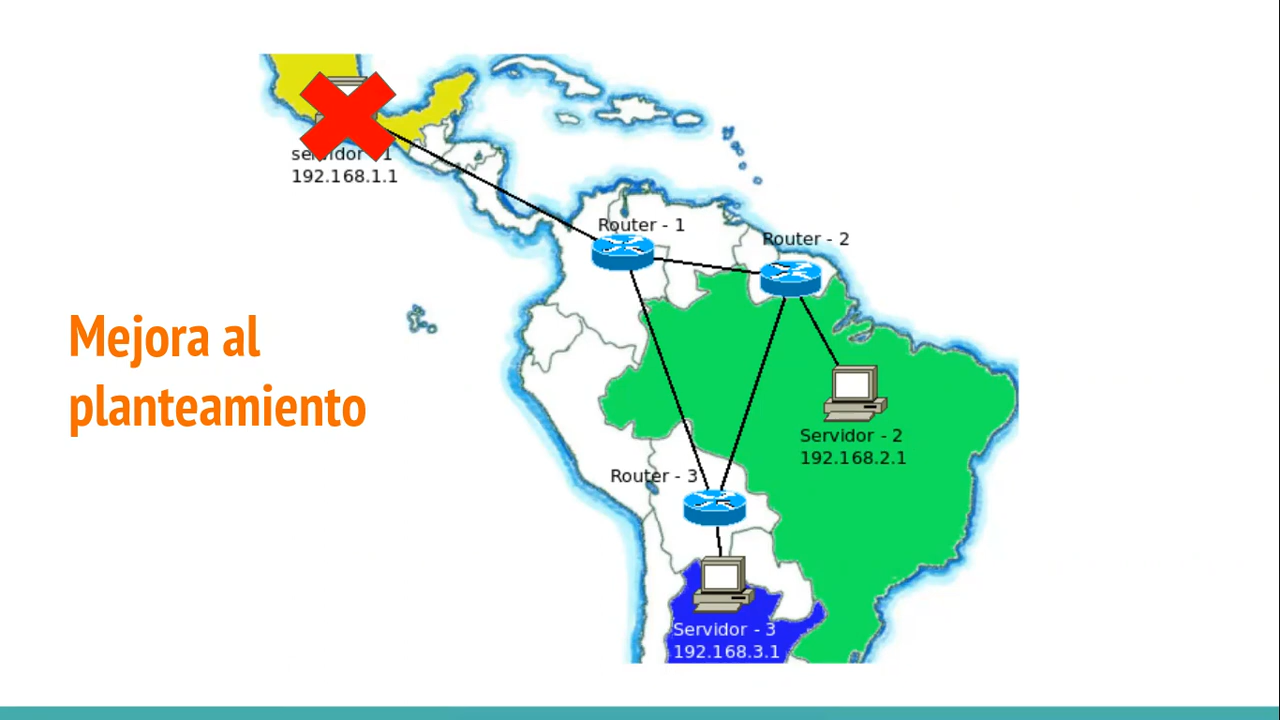 Mejora al
planteamiento
192.168.1.1
Router - 1
Router - 2
Servidor - 2
192.168.2.1
Router - 3
Servidor - 3
192.168.3.1